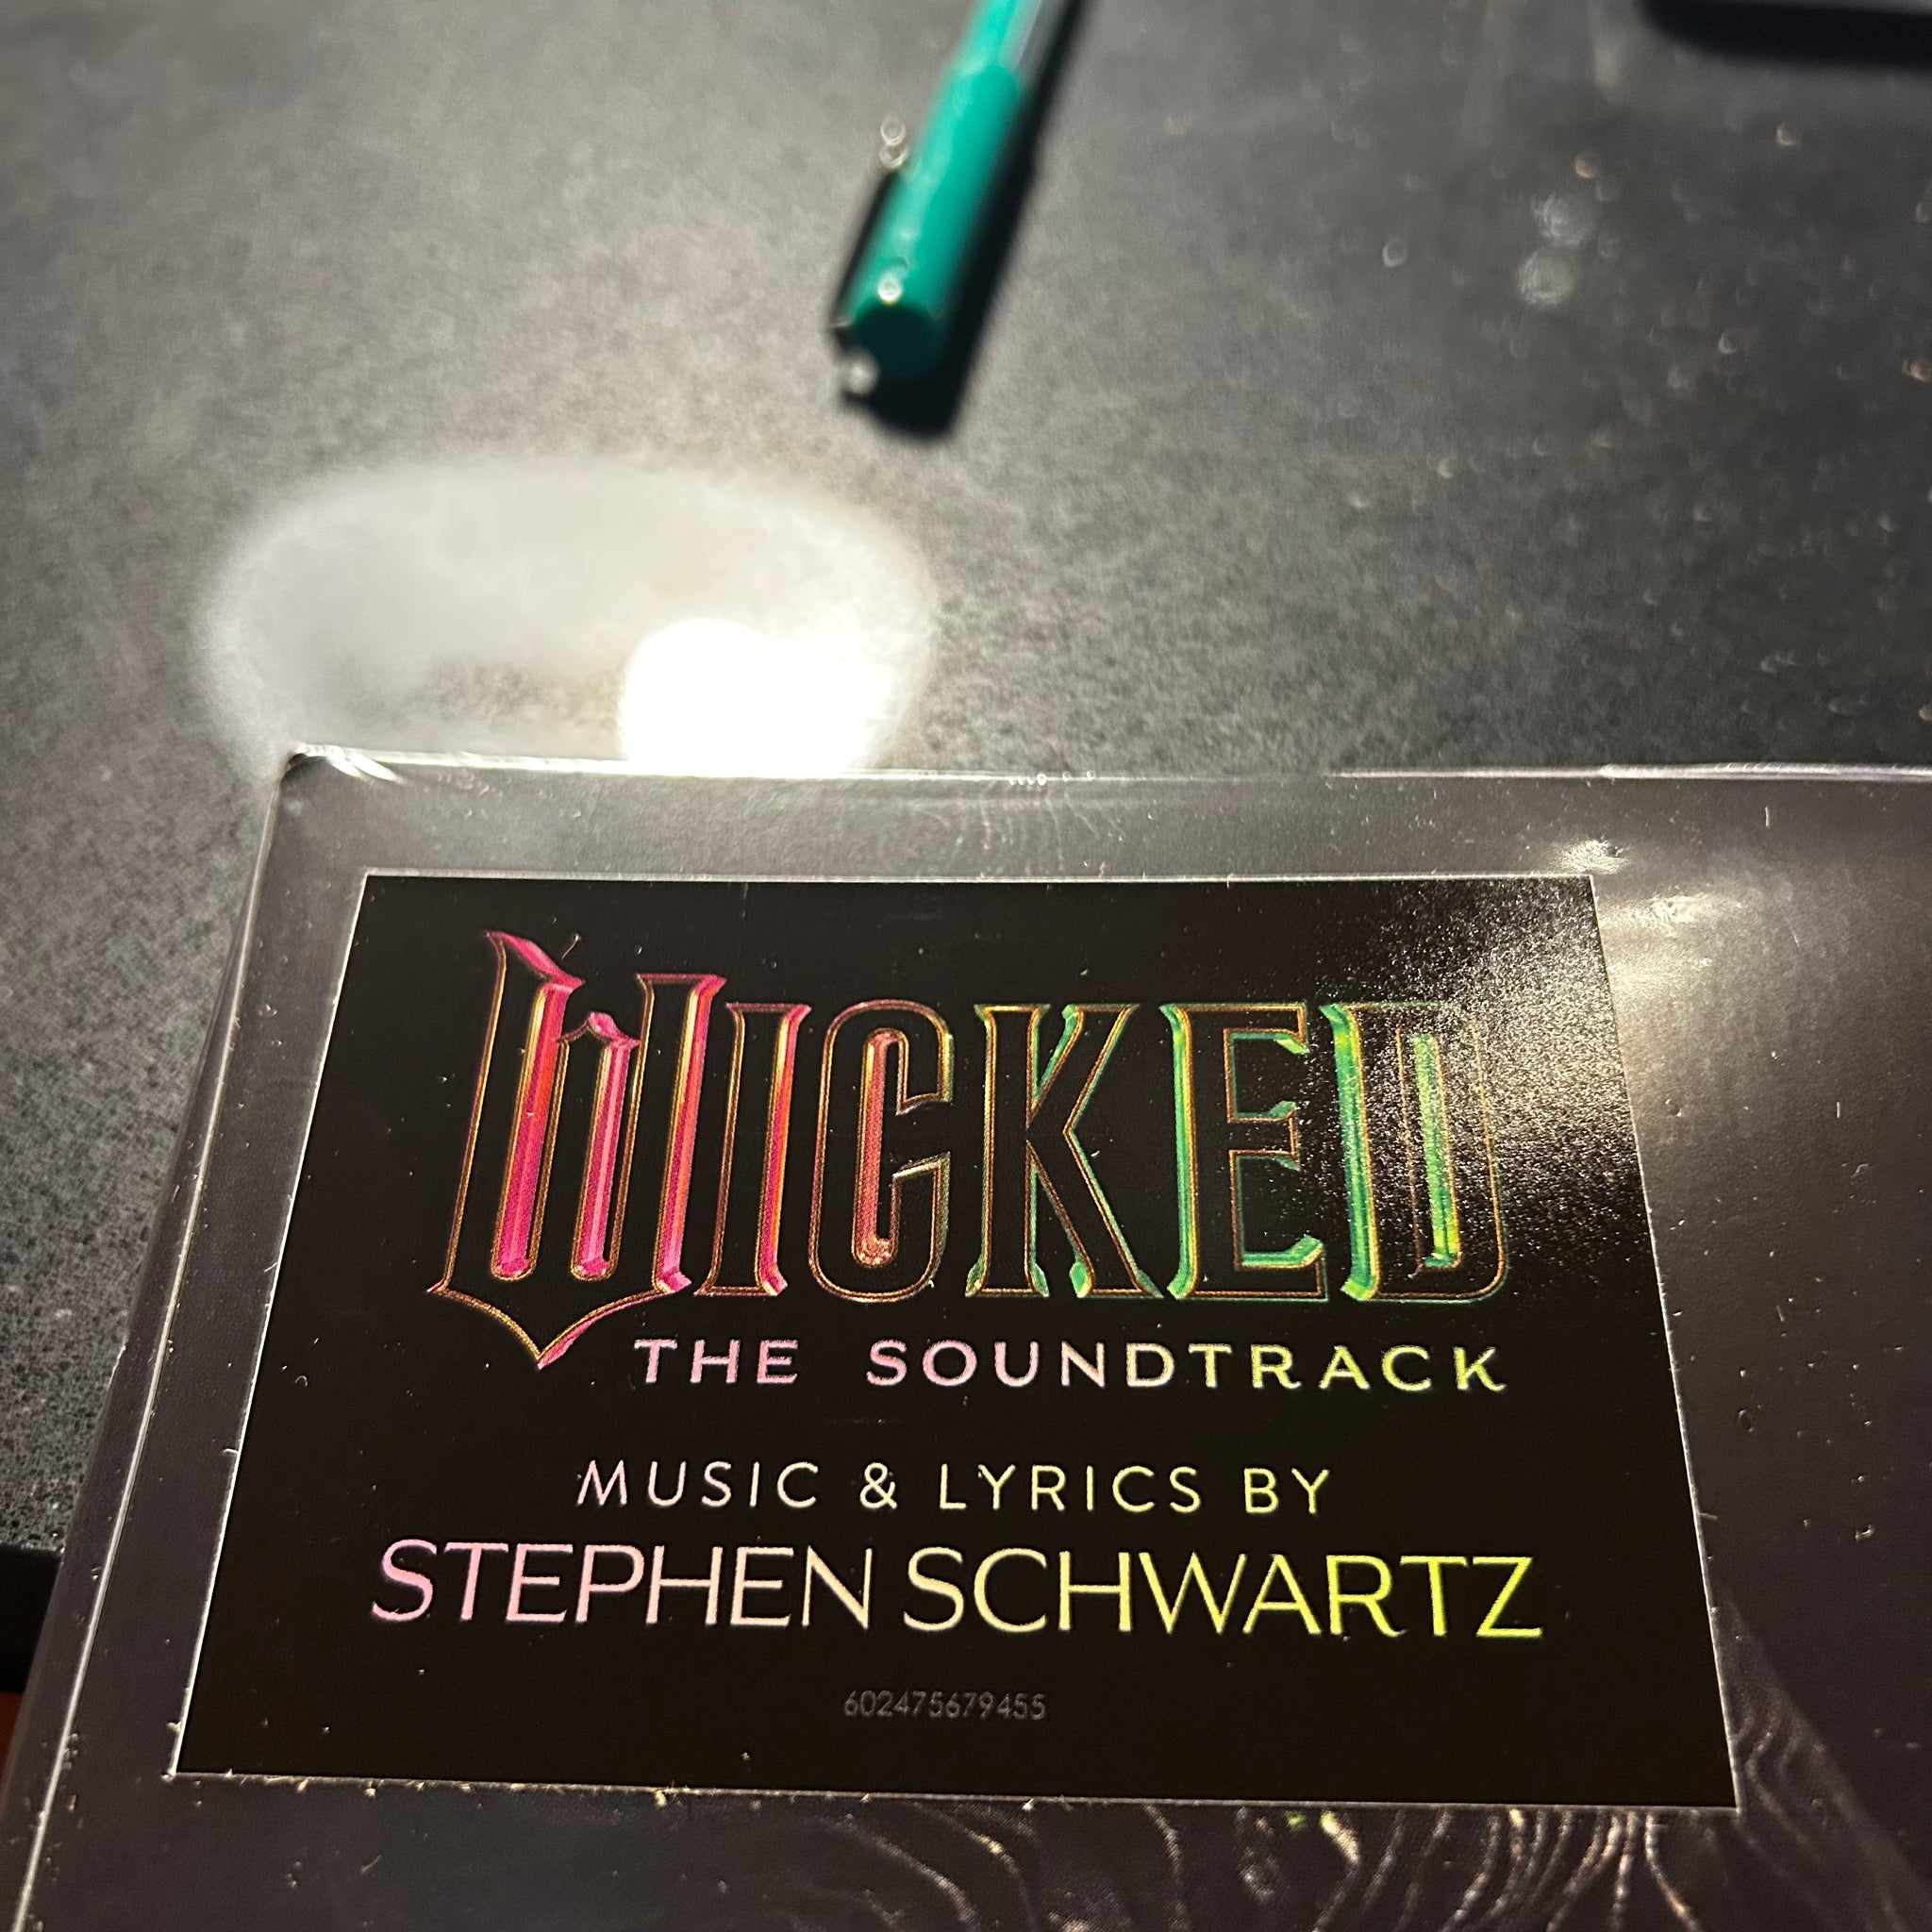 WICKED
THE SOUNDTRACK
MUSIC & LYRICS BY
STEPHEN SCHWARTZ
602475679455